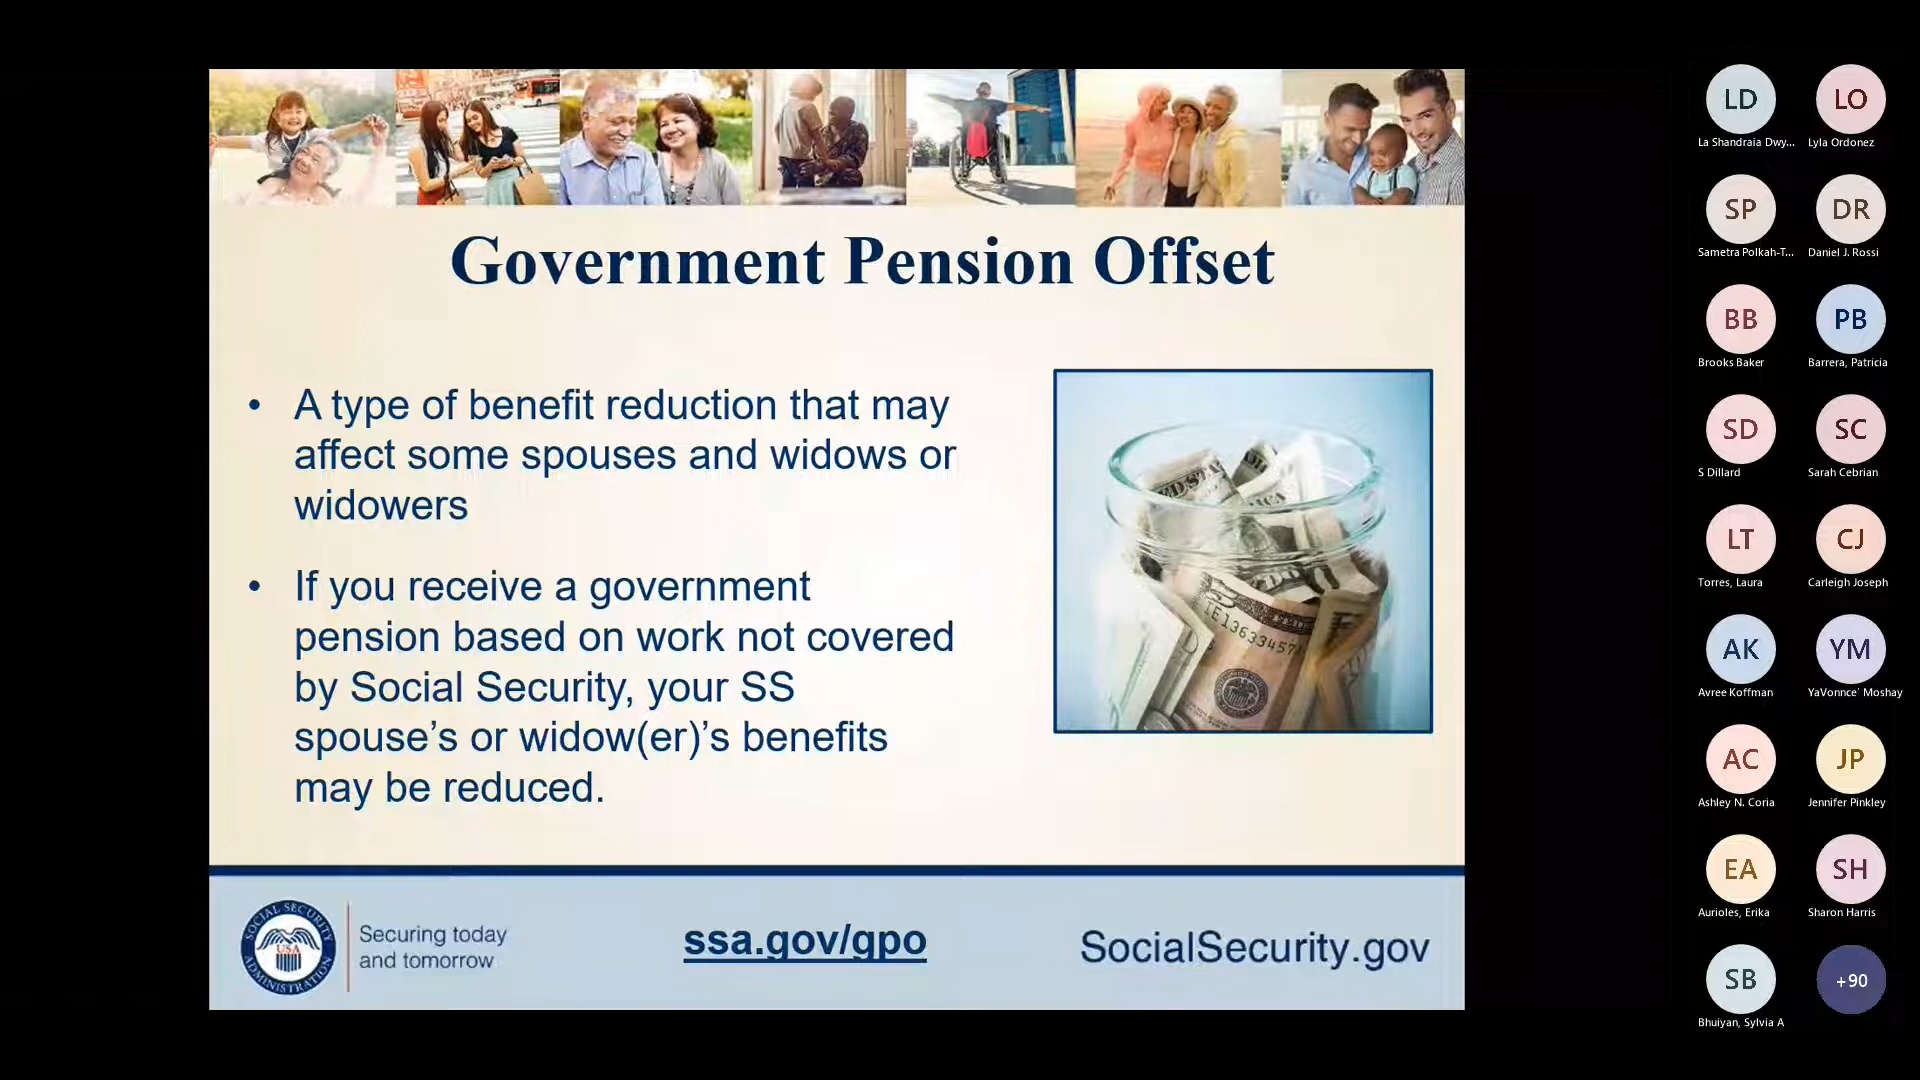 Government Pension Offset
• A type of benefit reduction that may
affect some spouses and widows or
widowers
• If you receive a government
pension based on work not covered
by Social Security, your SS
spouse’s or widow(er)’s benefits
may be reduced.
SOCIAL SECURITY
USA
ADMINISTRATION
Securing today
and tomorrow
ssa.gov/gpo
SocialSecurity.gov
LD
La Shandraia Dwy...
LO
Lyla Ordonez
SP
Sametra Polkah-T...
DR
Daniel J. Rossi
BB
Brooks Baker
PB
Barrera, Patricia
SD
S Dillard
SC
Sarah Cebrian
LT
Torres, Laura
CJ
Carleigh Joseph
AK
Avree Koffman
YM
YaVonnce' Moshay
AC
Ashley N. Coria
JP
Jennifer Pinkley
EA
Aurioles, Erika
SH
Sharon Harris
SB
Bhuiyan, Sylvia A
+90